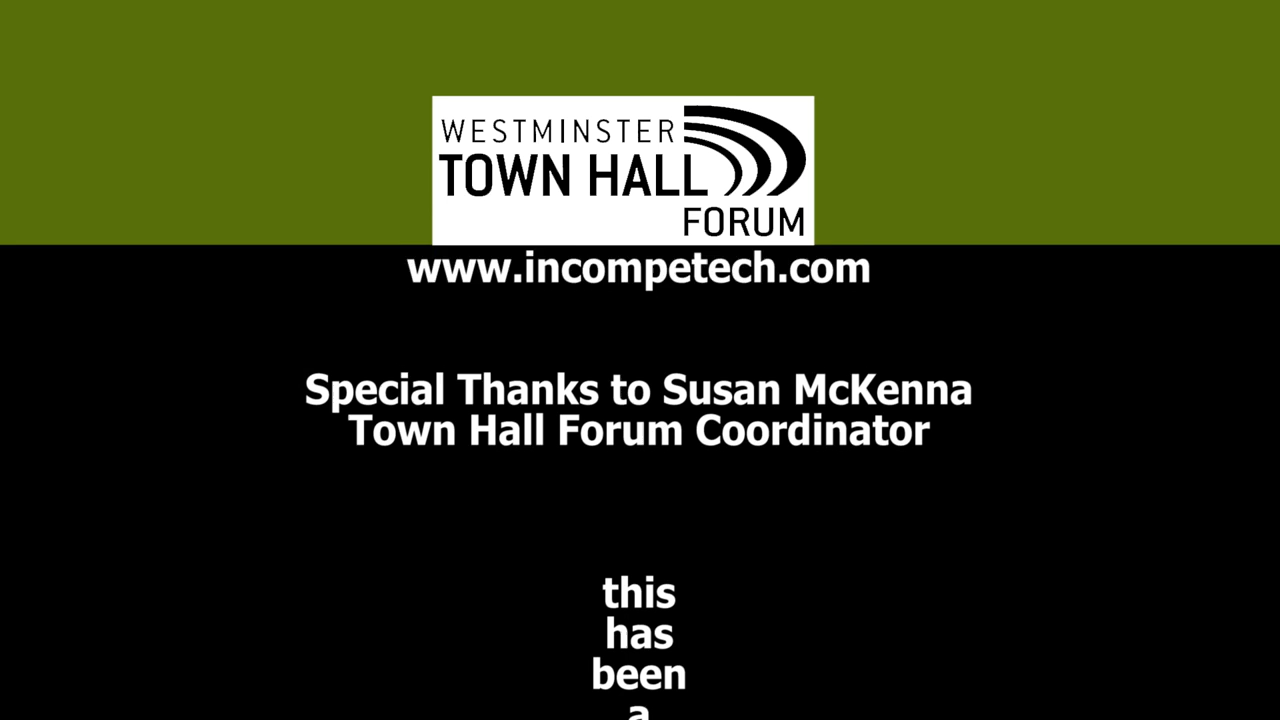 WESTMINSTER
TOWN HALL
FORUM
www.incompetech.com
Special Thanks to Susan McKenna
Town Hall Forum Coordinator
this
has
been
a